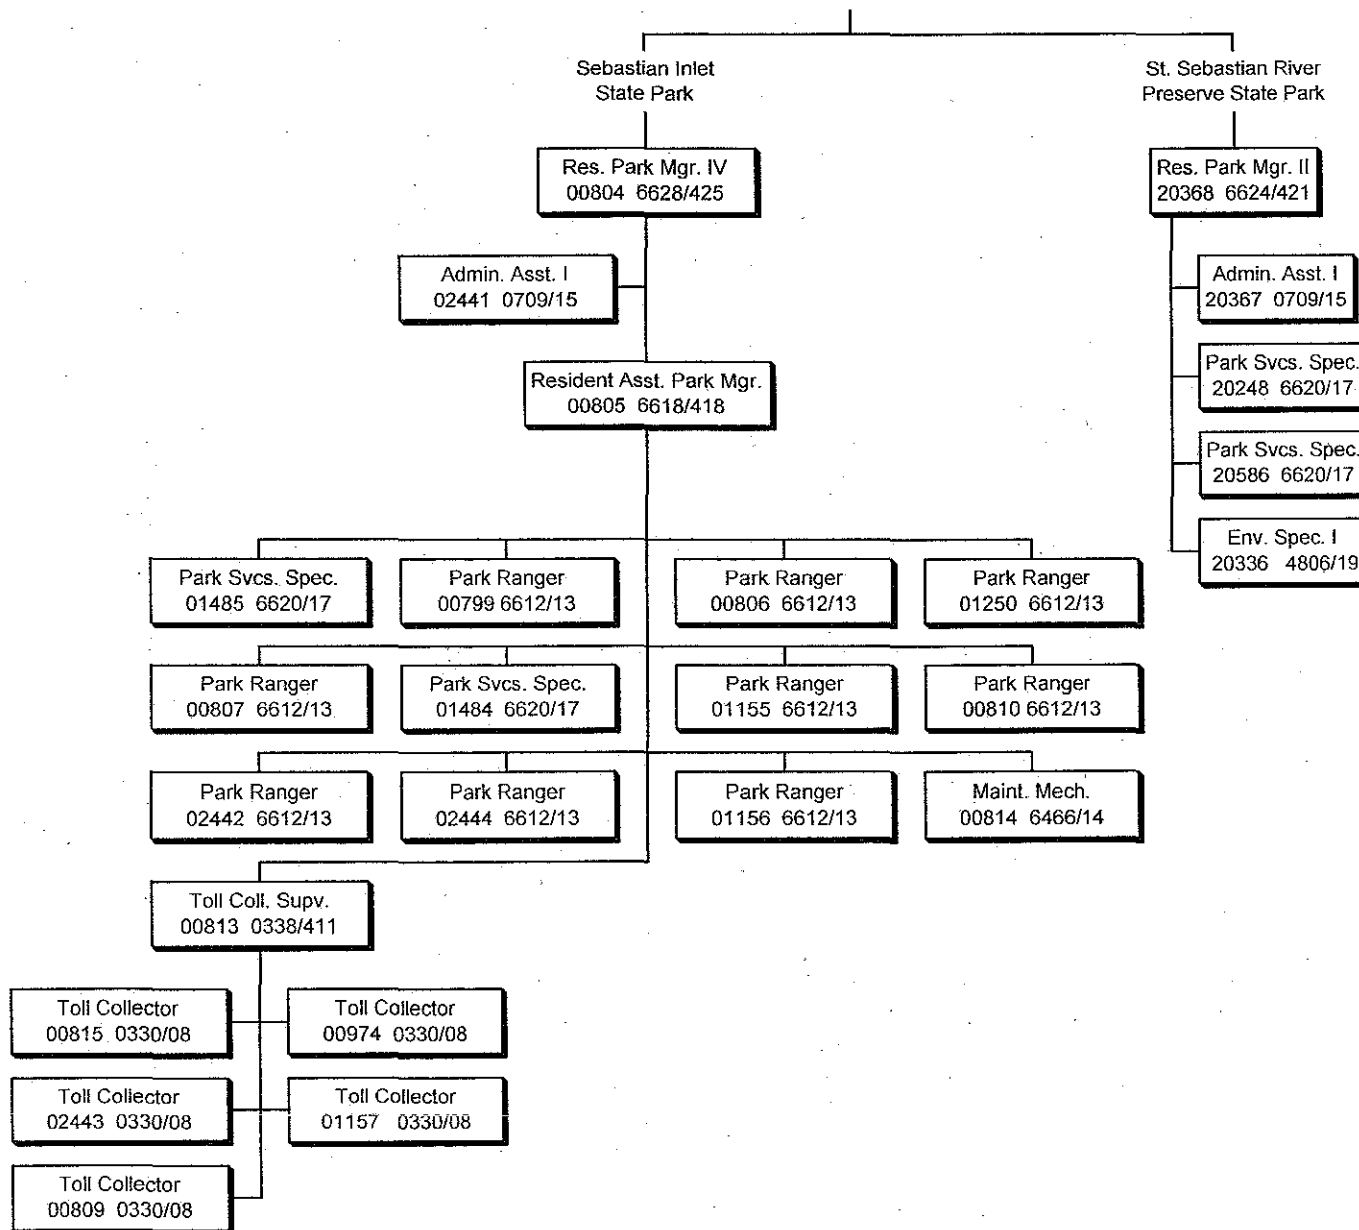 Sebastian Inlet
State Park
St. Sebastian River
Preserve State Park
Res. Park Mgr. IV
00804 6628/425
Res. Park Mgr. II
20368 6624/421
Admin. Asst. I
02441 0709/15
Admin. Asst. I
20367 0709/15
Resident Asst. Park Mgr.
00805 6618/418
Park Svcs. Spec.
20248 6620/17
Park Svcs. Spec.
20586 6620/17
Env. Spec. I
20336 4806/19
Park Svcs. Spec.
01485 6620/17
Park Ranger
00799 6612/13
Park Ranger
00806 6612/13
Park Ranger
01250 6612/13
Park Ranger
00807 6612/13
Park Svcs. Spec.
01484 6620/17
Park Ranger
01155 6612/13
Park Ranger
00810 6612/13
Park Ranger
02442 6612/13
Park Ranger
02444 6612/13
Park Ranger
01156 6612/13
Maint. Mech.
00814 6466/14
Toll Coll. Supv.
00813 0338/411
Toll Collector
00815 0330/08
Toll Collector
00974 0330/08
Toll Collector
02443 0330/08
Toll Collector
01157 0330/08
Toll Collector
00809 0330/08